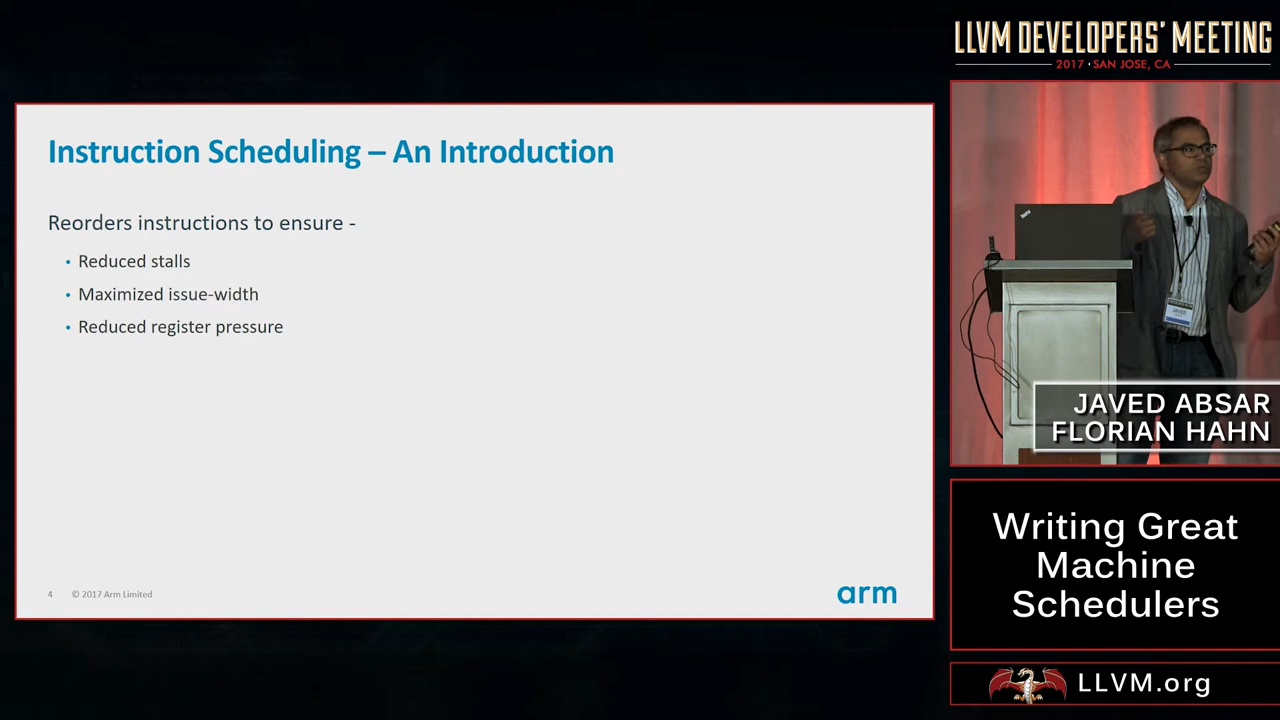 LLVM DEVELOPERS' MEETING
2017 • SAN JOSE, CA
Instruction Scheduling – An Introduction
Reorders instructions to ensure -
• Reduced stalls
• Maximized issue-width
• Reduced register pressure
4 © 2017 Arm Limited
arm
JAVED
JAVED ABSAR
FLORIAN HAHN
Writing Great
Machine
Schedulers
LLVM.org